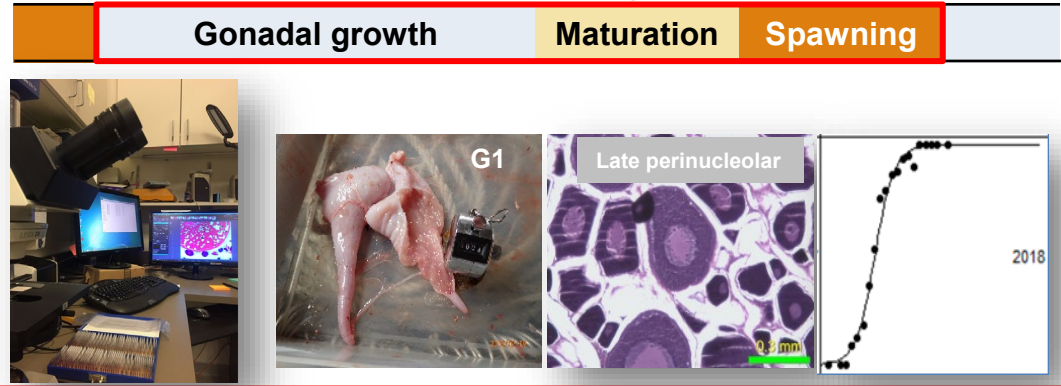 Gonadal growth Maturation Spawning
G1
Late perinucleolar
0.3 mm
2018